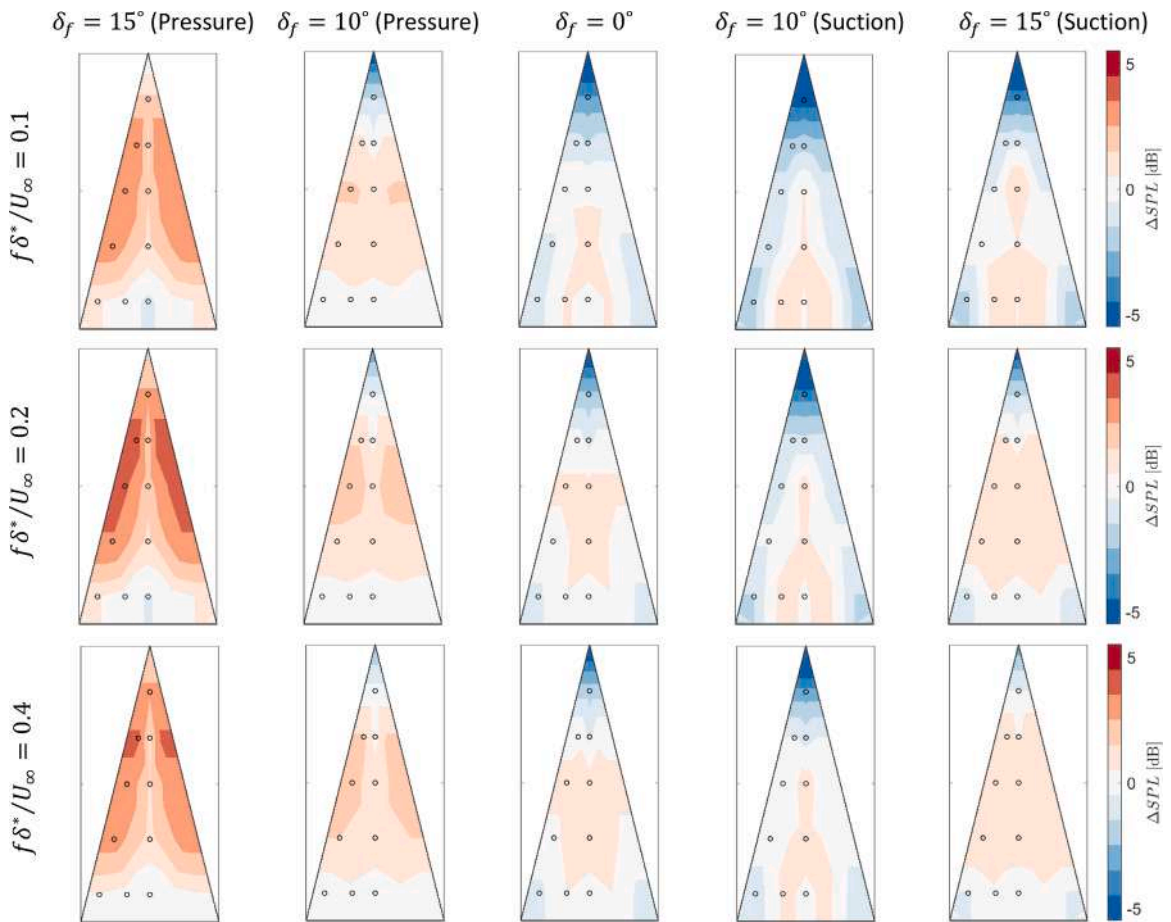 δ_f = 15° (Pressure) δ_f = 10° (Pressure) δ_f = 0° δ_f = 10° (Suction) δ_f = 15° (Suction)
fδ*/U_∞ = 0.1
5
0
-5
ΔSPL [dB]
fδ*/U_∞ = 0.2
5
0
-5
ΔSPL [dB]
fδ*/U_∞ = 0.4
5
0
-5
ΔSPL [dB]